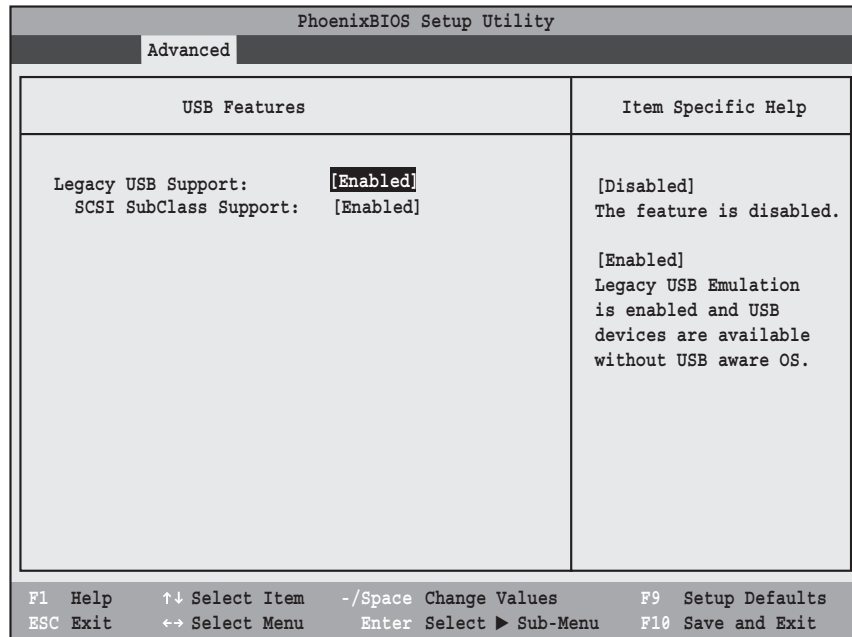 PhoenixBIOS Setup Utility
Advanced
USB Features
Legacy USB Support: [Enabled]
SCSI SubClass Support: [Enabled]
Item Specific Help
[Disabled]
The feature is disabled.
[Enabled]
Legacy USB Emulation
is enabled and USB
devices are available
without USB aware OS.
F1 Help ↑↓ Select Item -/Space Change Values F9 Setup Defaults
ESC Exit ←→ Select Menu Enter Select ▶ Sub-Menu F10 Save and Exit